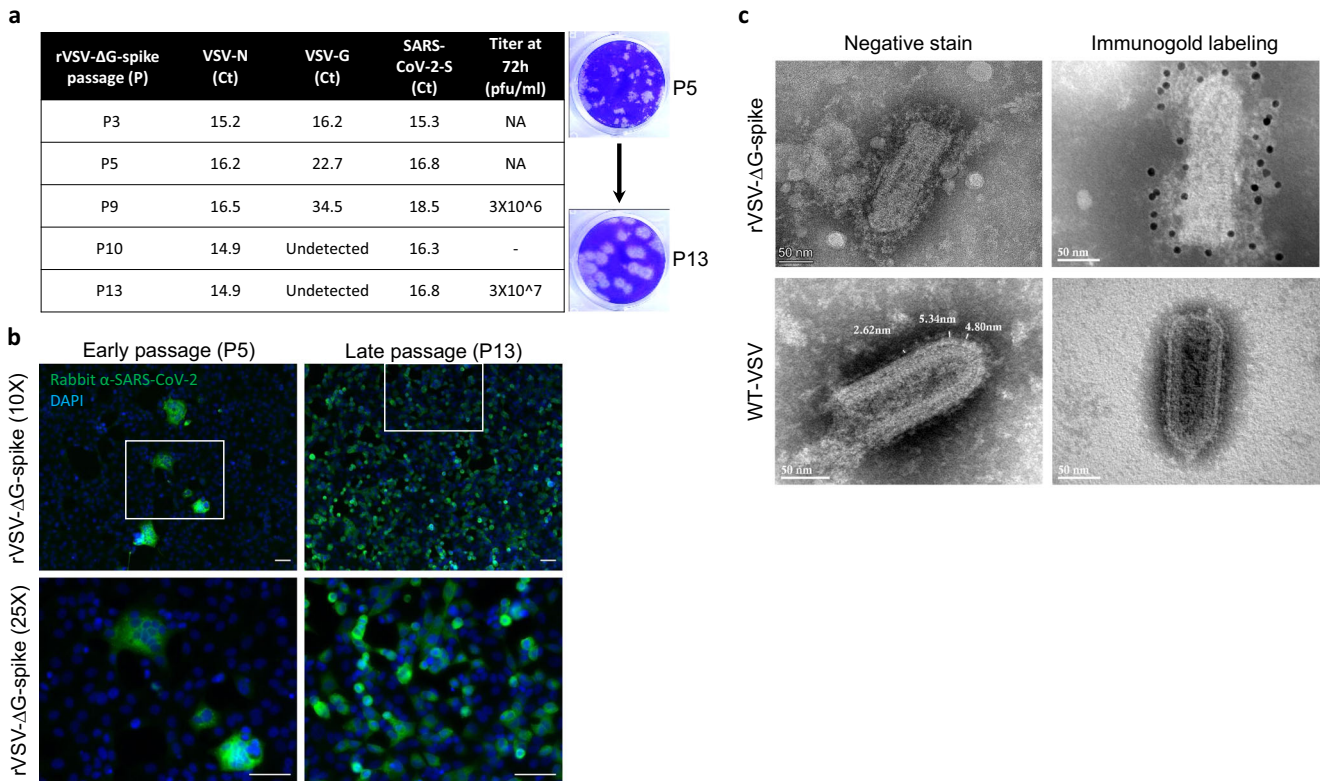 a
rVSV-ΔG-spike passage (P) VSV-N (Ct) VSV-G (Ct) SARS-CoV-2-S (Ct) Titer at 72h (pfu/ml)
P3 15.2 16.2 15.3 NA
P5 16.2 22.7 16.8 NA
P9 16.5 34.5 18.5 3X10^6
P10 14.9 Undetected 16.3 -
P13 14.9 Undetected 16.8 3X10^7
P5
P13
b
Early passage (P5) Late passage (P13)
rVSV-ΔG-spike (10X)
Rabbit α-SARS-CoV-2
DAPI
rVSV-ΔG-spike (25X)
c
Negative stain Immunogold labeling
rVSV-ΔG-spike
50 nm
50 nm
WT-VSV
2.62nm
5.34nm
4.80nm
50 nm
50 nm